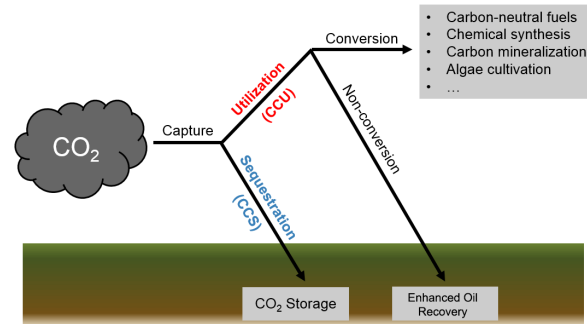 CO₂
Capture
Utilization
(CCU)
Sequestration
(CCS)
Conversion
Non-conversion
• Carbon-neutral fuels
• Chemical synthesis
• Carbon mineralization
• Algae cultivation
• …
CO₂ Storage
Enhanced Oil
Recovery